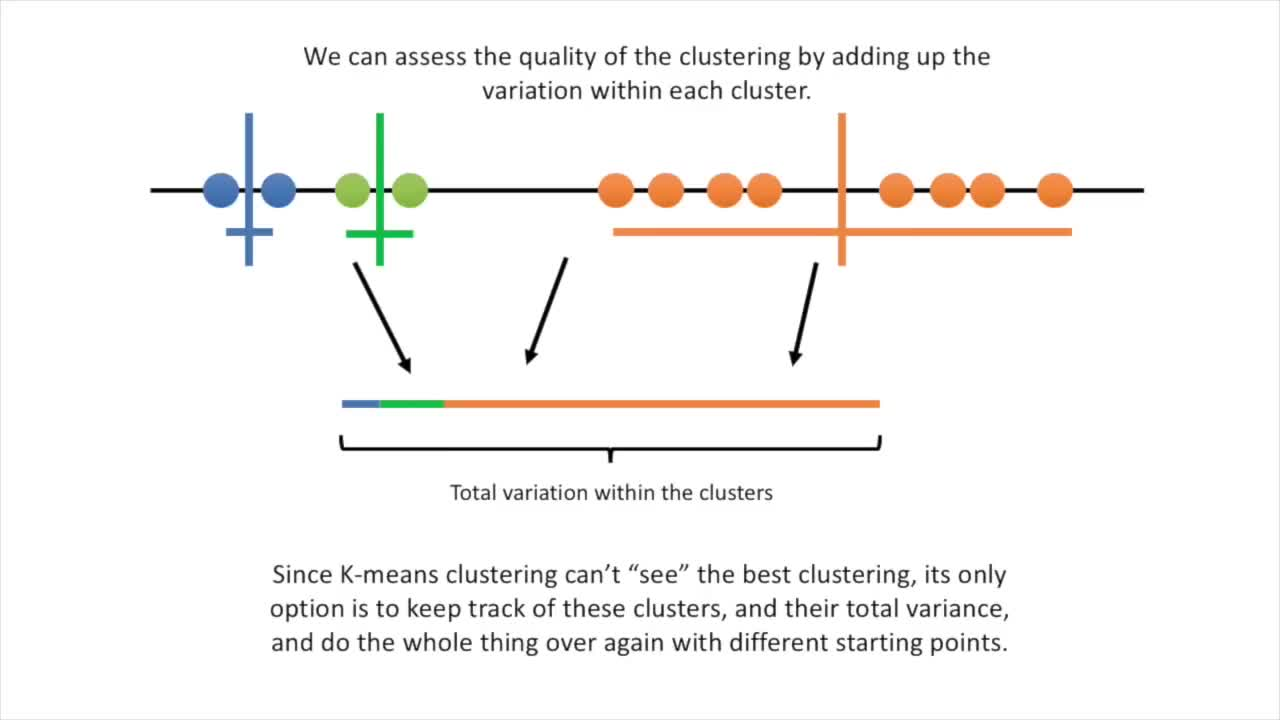 We can assess the quality of the clustering by adding up the
variation within each cluster.
Total variation within the clusters
Since K-means clustering can’t “see” the best clustering, its only
option is to keep track of these clusters, and their total variance,
and do the whole thing over again with different starting points.